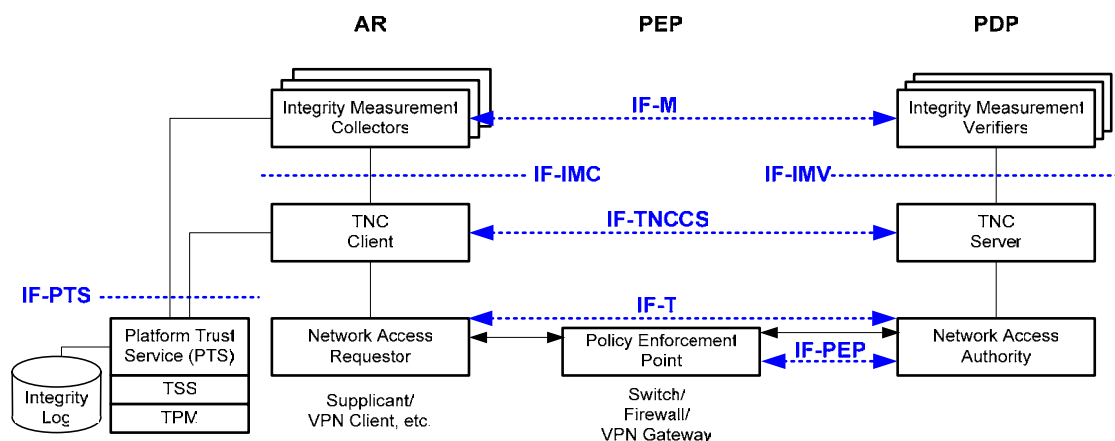 AR
PEP
PDP
Integrity Measurement
Collectors
IF-M
Integrity Measurement
Verifiers
IF-IMC
IF-IMV
TNC
Client
IF-TNCCS
TNC
Server
IF-PTS
IF-T
Platform Trust
Service (PTS)
TSS
TPM
Integrity
Log
Network Access
Requestor
Policy Enforcement
Point
IF-PEP
Network Access
Authority
Supplicant/
VPN Client, etc.
Switch/
Firewall/
VPN Gateway